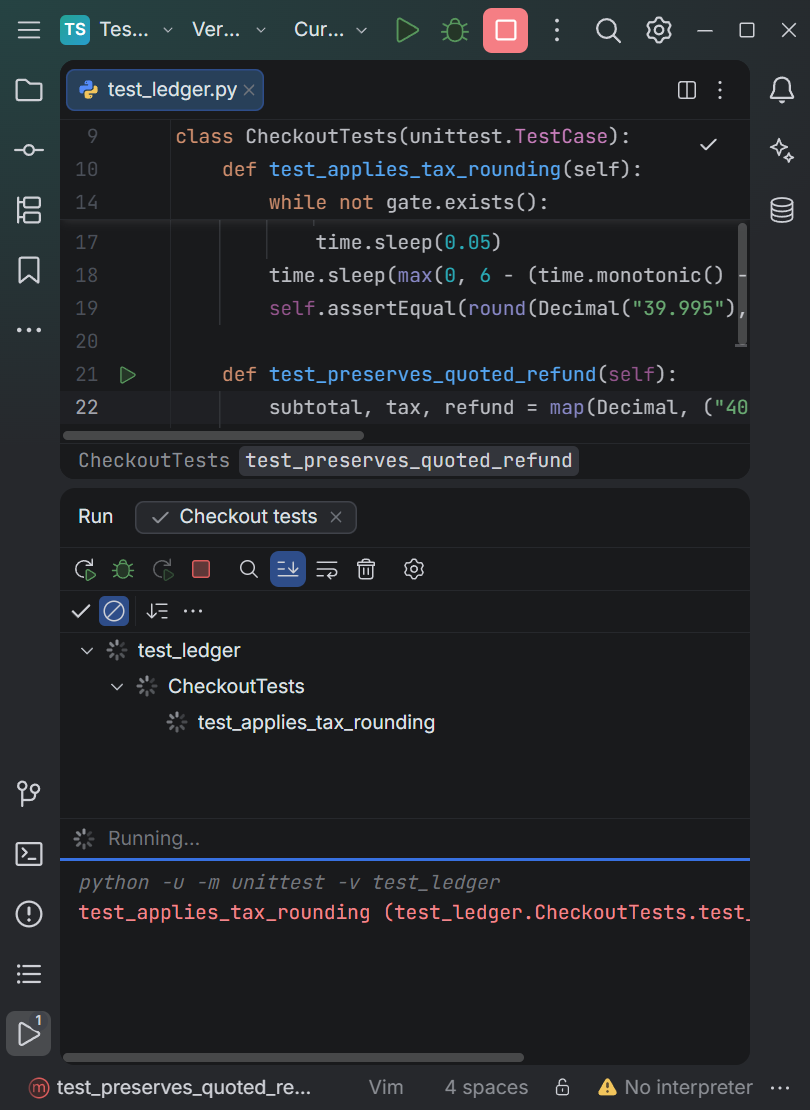 TS Tes... Ver... Cur...
test_ledger.py
9 class CheckoutTests(unittest.TestCase):
10 def test_applies_tax_rounding(self):
14 while not gate.exists():
17 time.sleep(0.05)
18 time.sleep(max(0, 6 - (time.monotonic() -
19 self.assertEqual(round(Decimal("39.995"),
20
21 def test_preserves_quoted_refund(self):
22 subtotal, tax, refund = map(Decimal, ("40
CheckoutTests test_preserves_quoted_refund
Run Checkout tests
test_ledger
CheckoutTests
test_applies_tax_rounding
Running...
python -u -m unittest -v test_ledger
test_applies_tax_rounding (test_ledger.CheckoutTests.test_
1
m test_preserves_quoted_re... Vim 4 spaces No interpreter